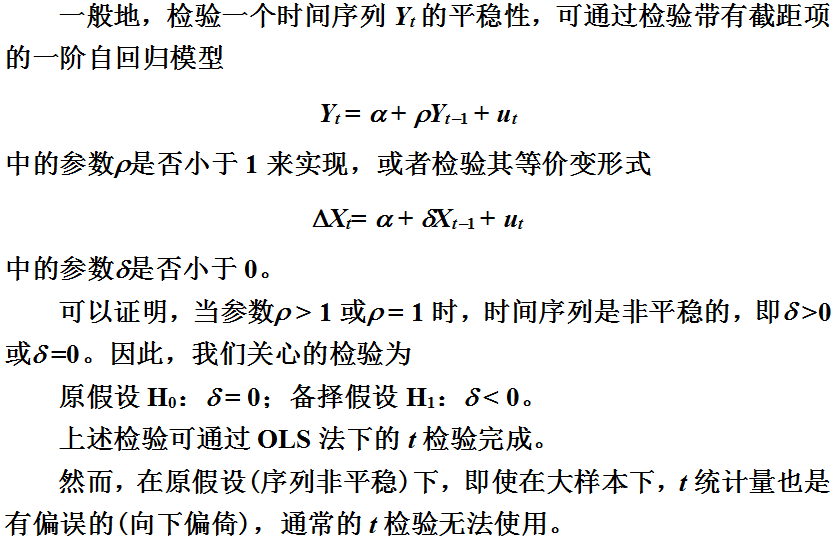 一般地，检验一个时间序列 Yt 的平稳性，可通过检验带有截距项
的一阶自回归模型
Yt = α + ρYt−1 + ut
中的参数ρ是否小于 1 来实现，或者检验其等价变形式
ΔXt= α + δXt−1 + ut
中的参数δ是否小于 0。
可以证明，当参数ρ > 1 或ρ = 1 时，时间序列是非平稳的，即δ >0
或δ =0。因此，我们关心的检验为
原假设 H0：δ = 0；备择假设 H1：δ < 0。
上述检验可通过 OLS 法下的 t 检验完成。
然而，在原假设(序列非平稳)下，即使在大样本下，t 统计量也是
有偏误的(向下偏倚)，通常的 t 检验无法使用。